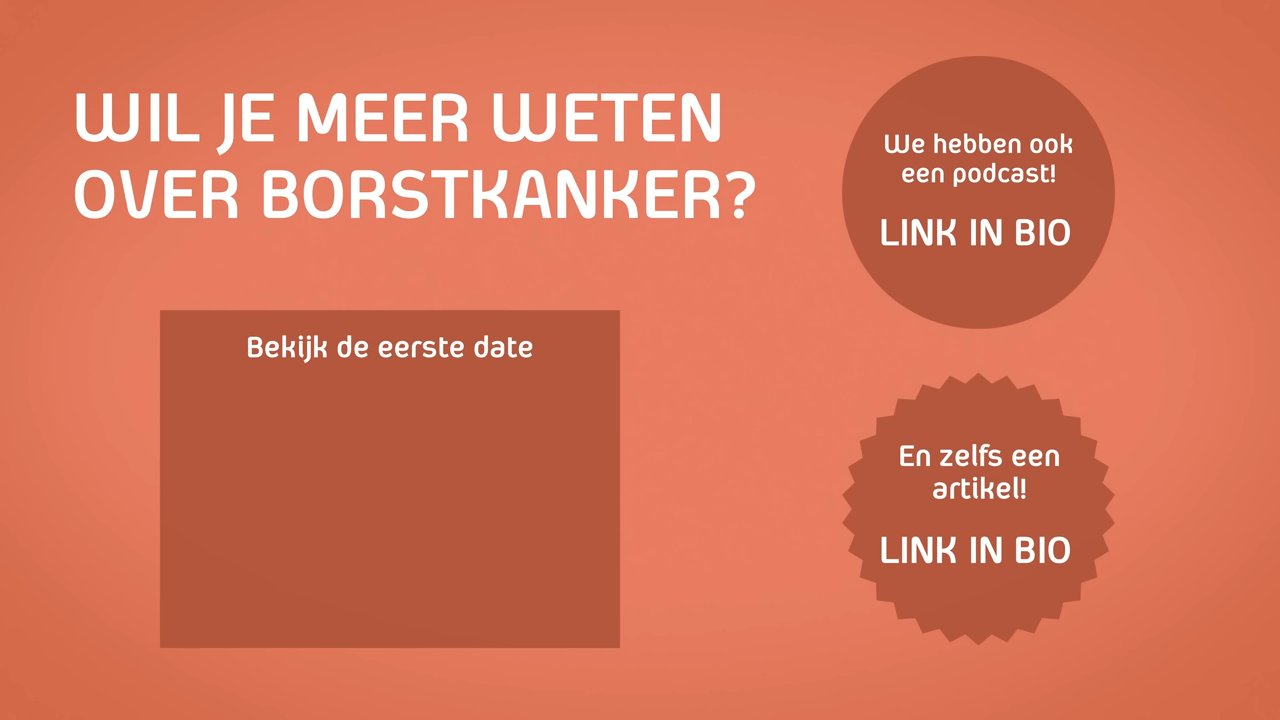 WIL JE MEER WETEN
OVER BORSTKANKER?
Bekijk de eerste date
We hebben ook
een podcast!
LINK IN BIO
En zelfs een
artikel!
LINK IN BIO